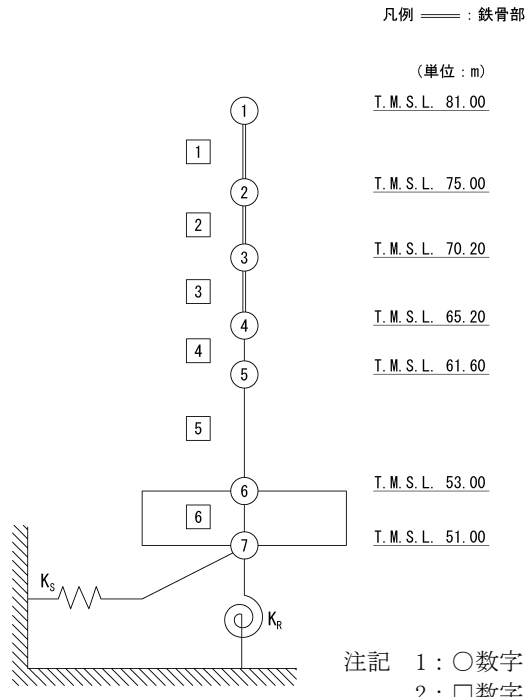 凡例 ═══ : 鉄骨部
(単位 : m)
1 T. M. S. L. 81.00
1
2 T. M. S. L. 75.00
2
3 T. M. S. L. 70.20
3
4 T. M. S. L. 65.20
4
5 T. M. S. L. 61.60
5
6 T. M. S. L. 53.00
6
7 T. M. S. L. 51.00
KS
KR
注記 1：○数字
2：□数字